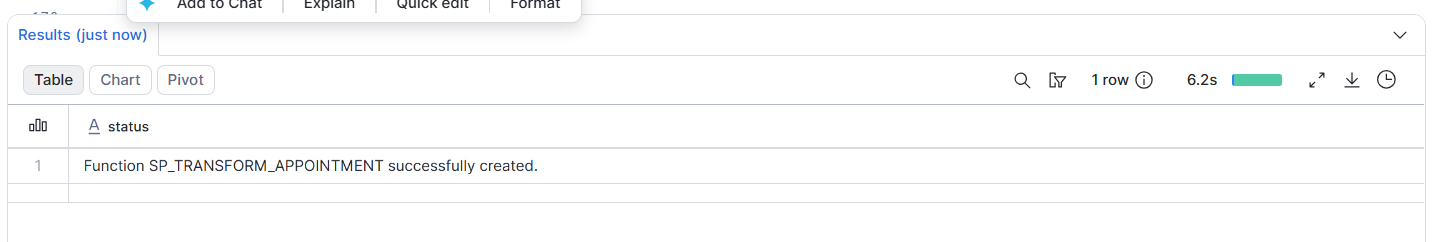 Add to Chat Explain Quick edit Format
Results (just now)
Table Chart Pivot 1 row 6.2s
A status
1 Function SP_TRANSFORM_APPOINTMENT successfully created.